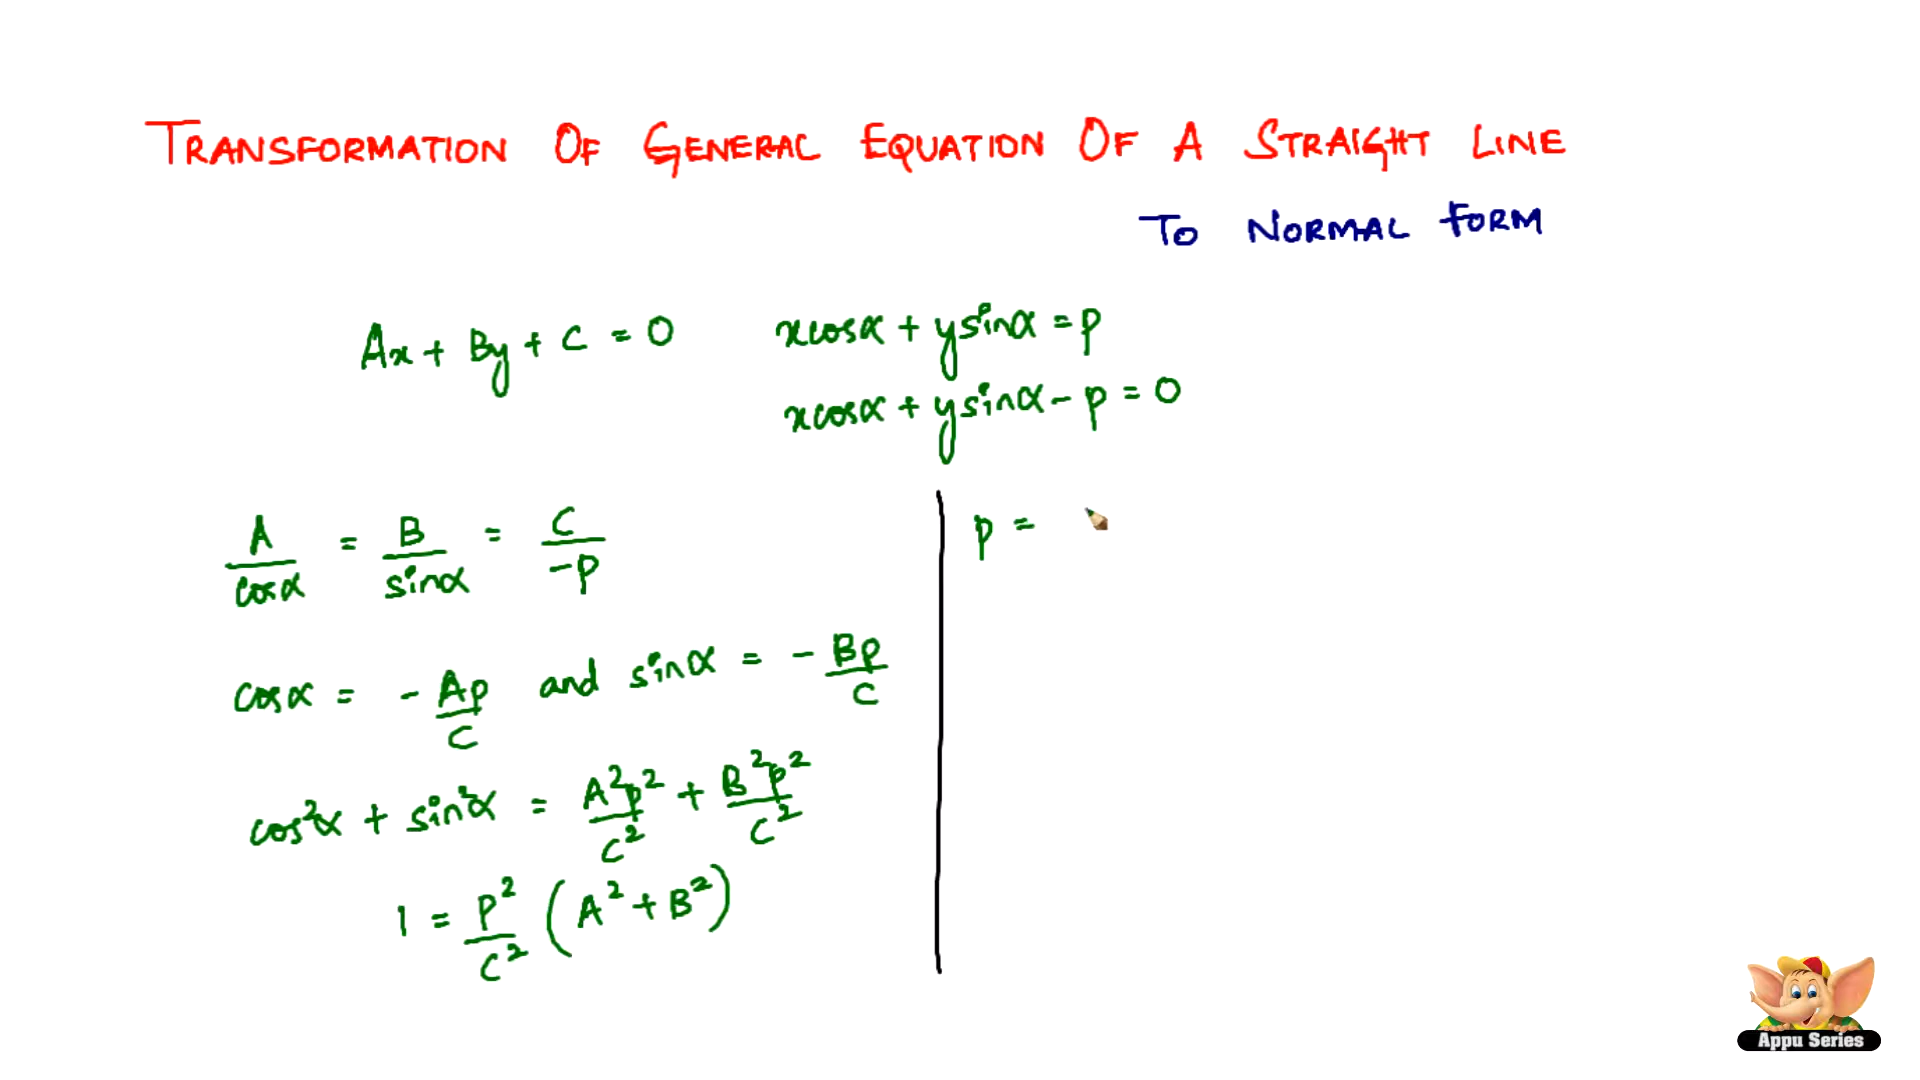 TRANSFORMATION OF GENERAL EQUATION OF A STRAIGHT LINE
TO NORMAL FORM
Ax + By + C = 0
xcosα + ysinα = p
xcosα + ysinα - p = 0
A/cosα = B/sinα = C/-p
cosα = - Ap/C and sinα = - Bp/C
cos²α + sin²α = A²p²/C² + B²p²/C²
1 = p²/C² (A² + B²)
p =
Appu Series